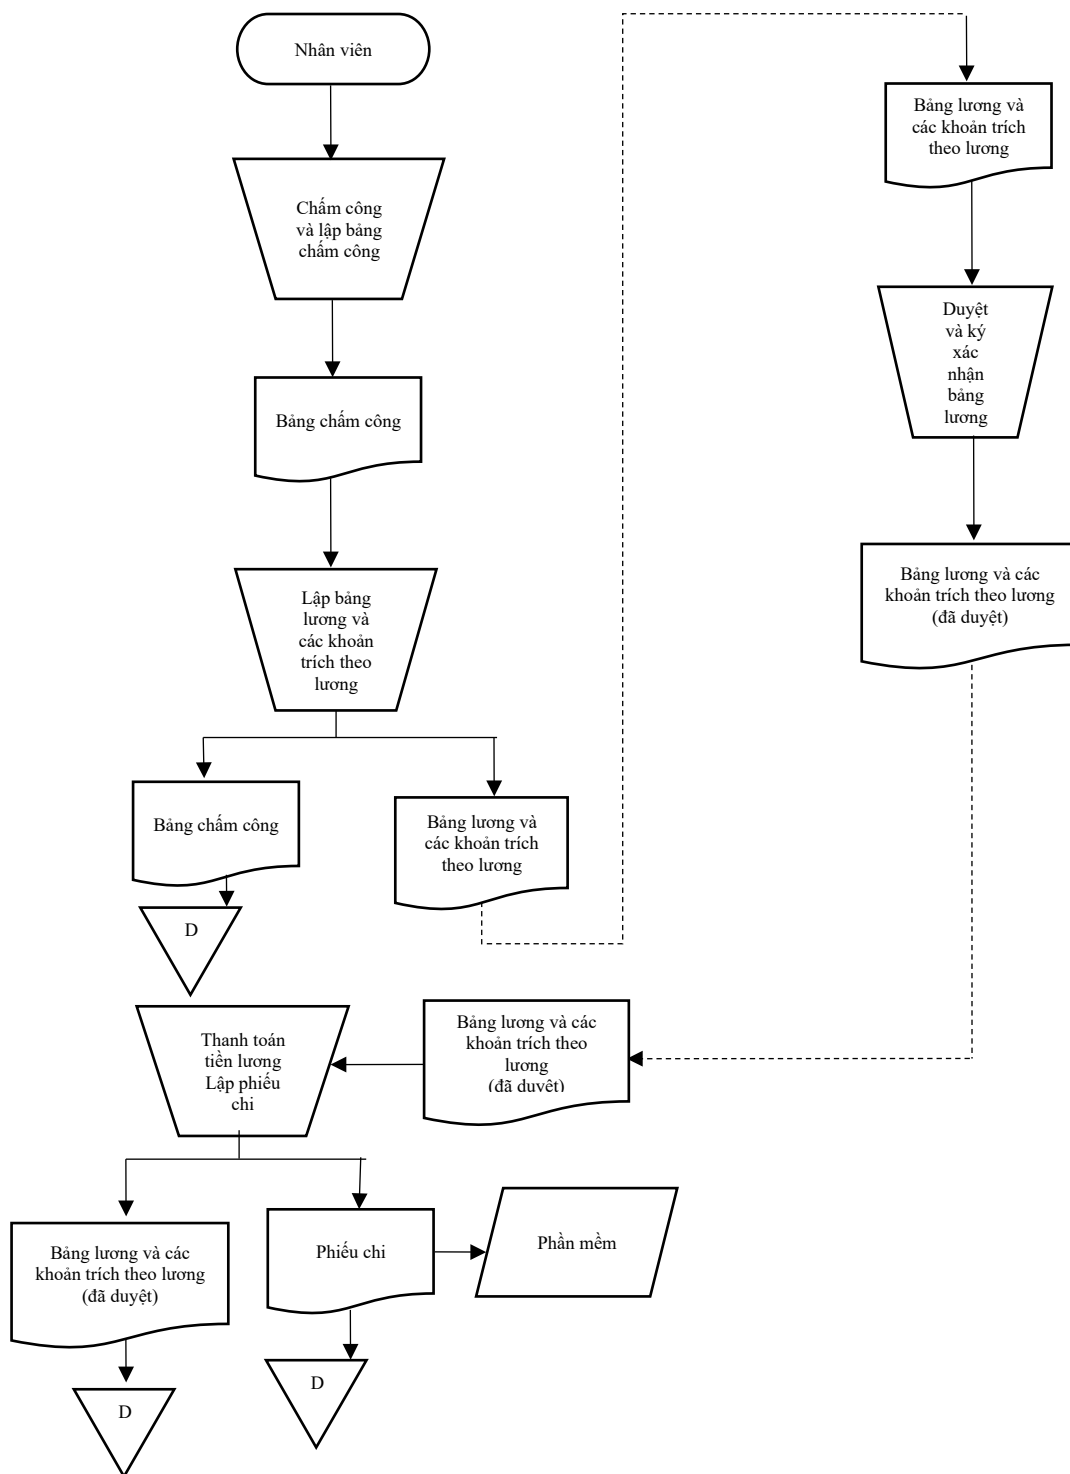 Nhân viên
Chấm công
và lập bảng
chấm công
Bảng chấm công
Lập bảng
lương và
các khoản
trích theo
lương
Bảng chấm công
D
Bảng lương và
các khoản trích
theo lương
Bảng lương và
các khoản trích
theo lương
Duyệt
và ký
xác
nhận
bảng
lương
Bảng lương và các
khoản trích theo lương
(đã duyệt)
Bảng lương và các
khoản trích theo
lương
(đã duyêt)
Thanh toán
tiền lương
Lập phiếu
chi
Bảng lương và các
khoản trích theo lương
(đã duyệt)
D
Phiếu chi
D
Phần mềm